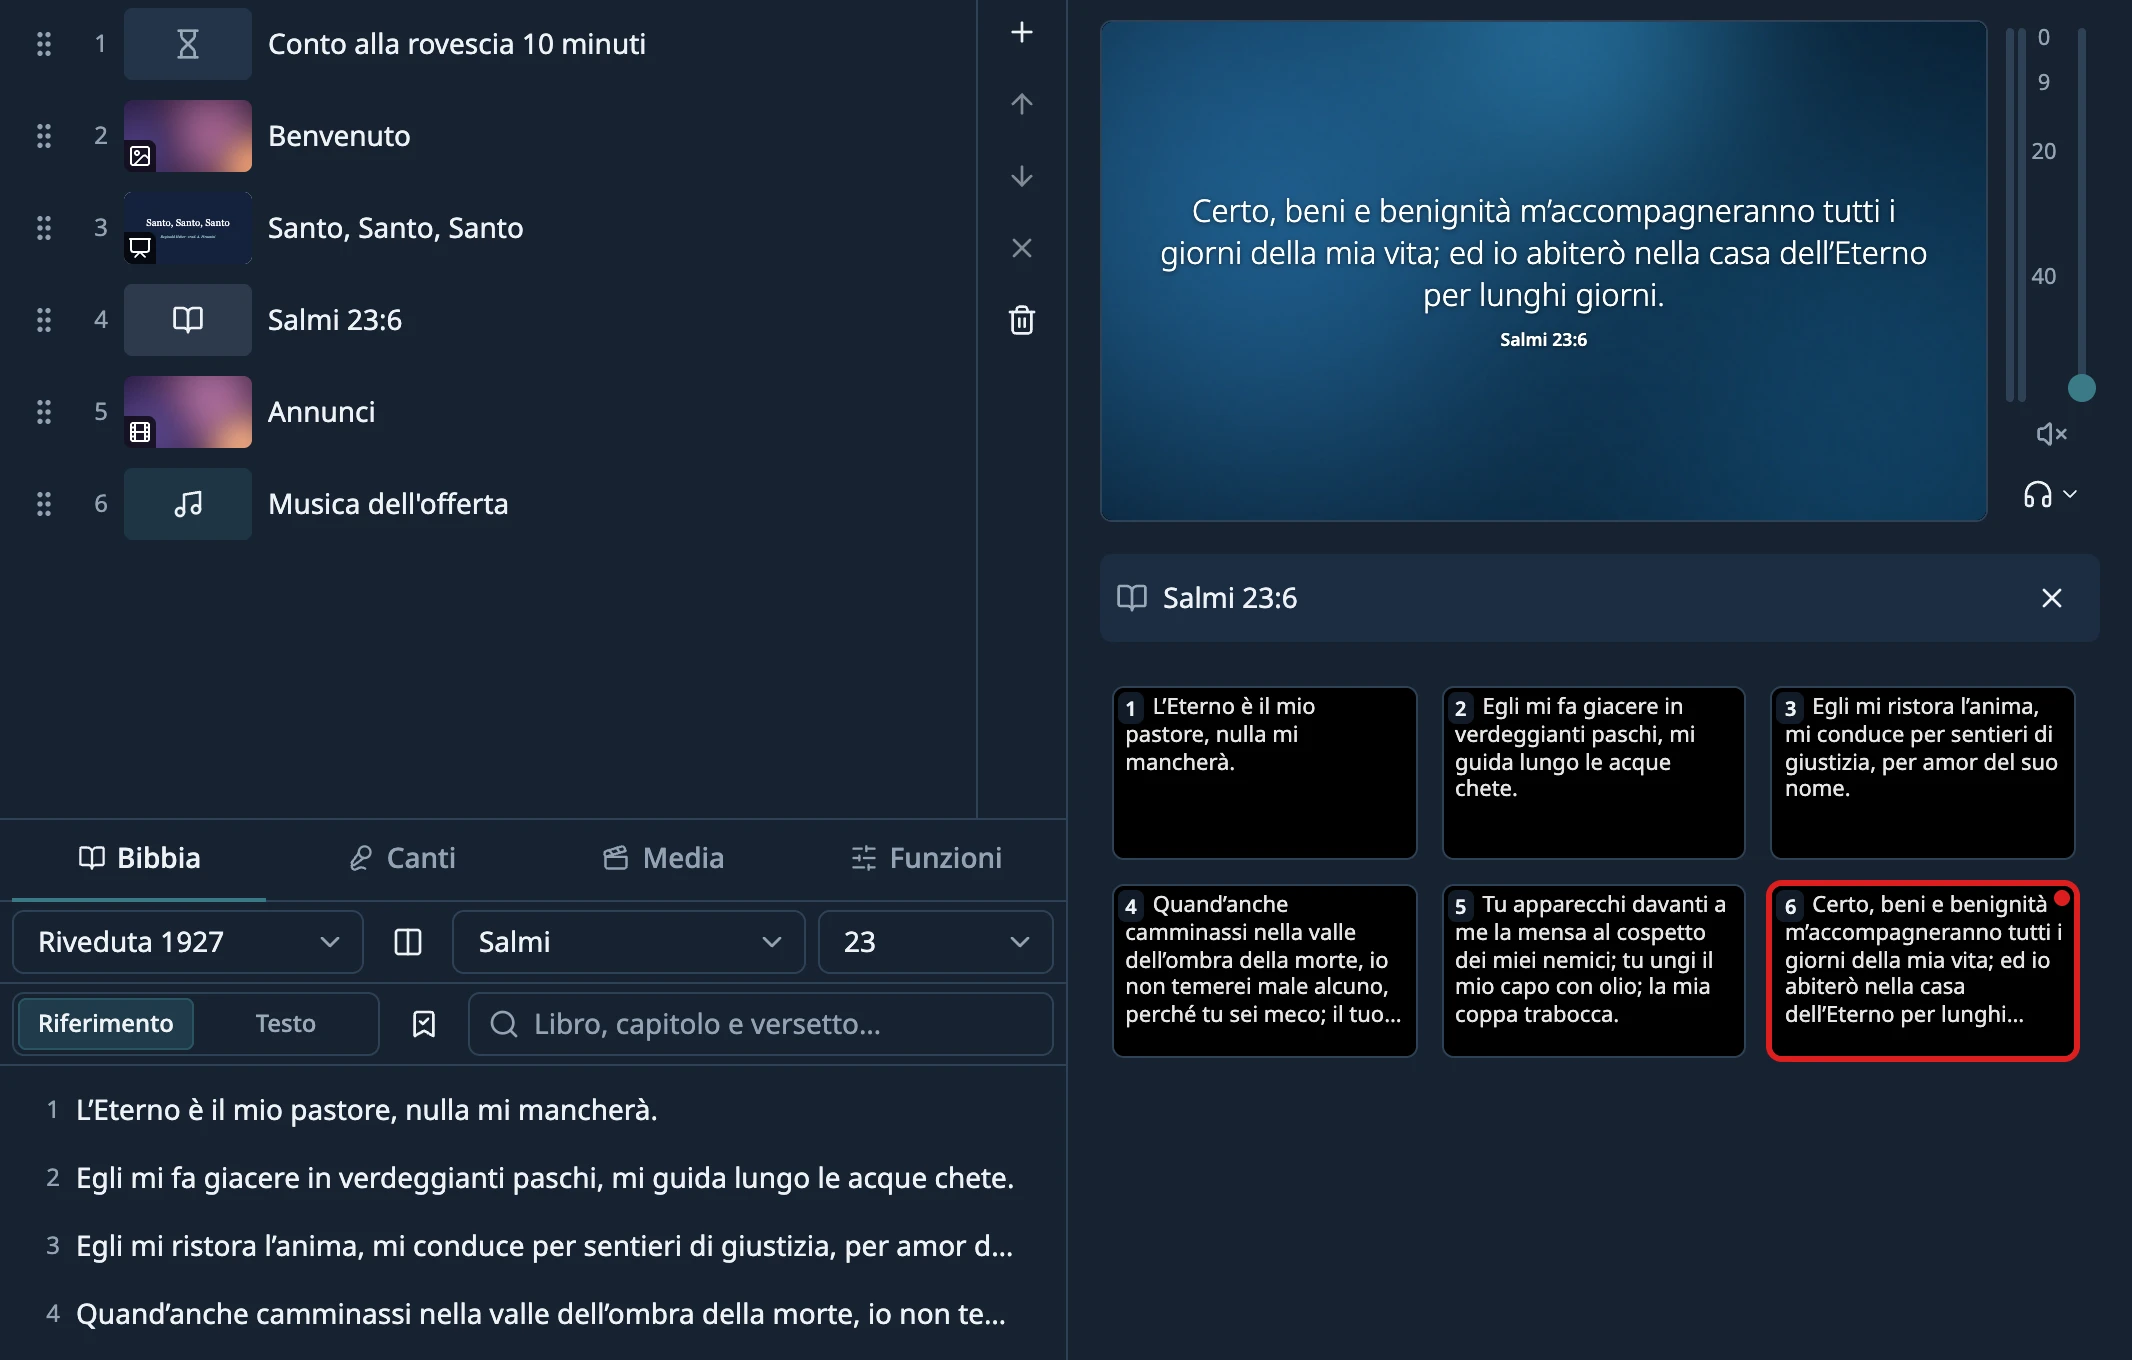 1 Conto alla rovescia 10 minuti
2 Benvenuto
Santo, Santo, Santo
3 Santo, Santo, Santo
4 Salmi 23:6
5 Annunci
6 Musica dell'offerta
Certo, beni e benignità m’accompagneranno tutti i
giorni della mia vita; ed io abiterò nella casa dell’Eterno
per lunghi giorni.
Salmi 23:6
0
9
20
40
Salmi 23:6
1 L’Eterno è il mio
pastore, nulla mi
mancherà.
2 Egli mi fa giacere in
verdeggianti paschi, mi
guida lungo le acque
chete.
3 Egli mi ristora l’anima,
mi conduce per sentieri di
giustizia, per amor del suo
nome.
4 Quand’anche
camminassi nella valle
dell’ombra della morte, io
non temerei male alcuno,
perché tu sei meco; il tuo...
5 Tu apparecchi davanti a
me la mensa al cospetto
dei miei nemici; tu ungi il
mio capo con olio; la mia
coppa trabocca.
6 Certo, beni e benignità
m’accompagneranno tutti i
giorni della mia vita; ed io
abiterò nella casa
dell’Eterno per lunghi...
Bibbia Canti Media Funzioni
Riveduta 1927 Salmi 23
Riferimento Testo Libro, capitolo e versetto...
1 L’Eterno è il mio pastore, nulla mi mancherà.
2 Egli mi fa giacere in verdeggianti paschi, mi guida lungo le acque chete.
3 Egli mi ristora l’anima, mi conduce per sentieri di giustizia, per amor d...
4 Quand’anche camminassi nella valle dell’ombra della morte, io non te...